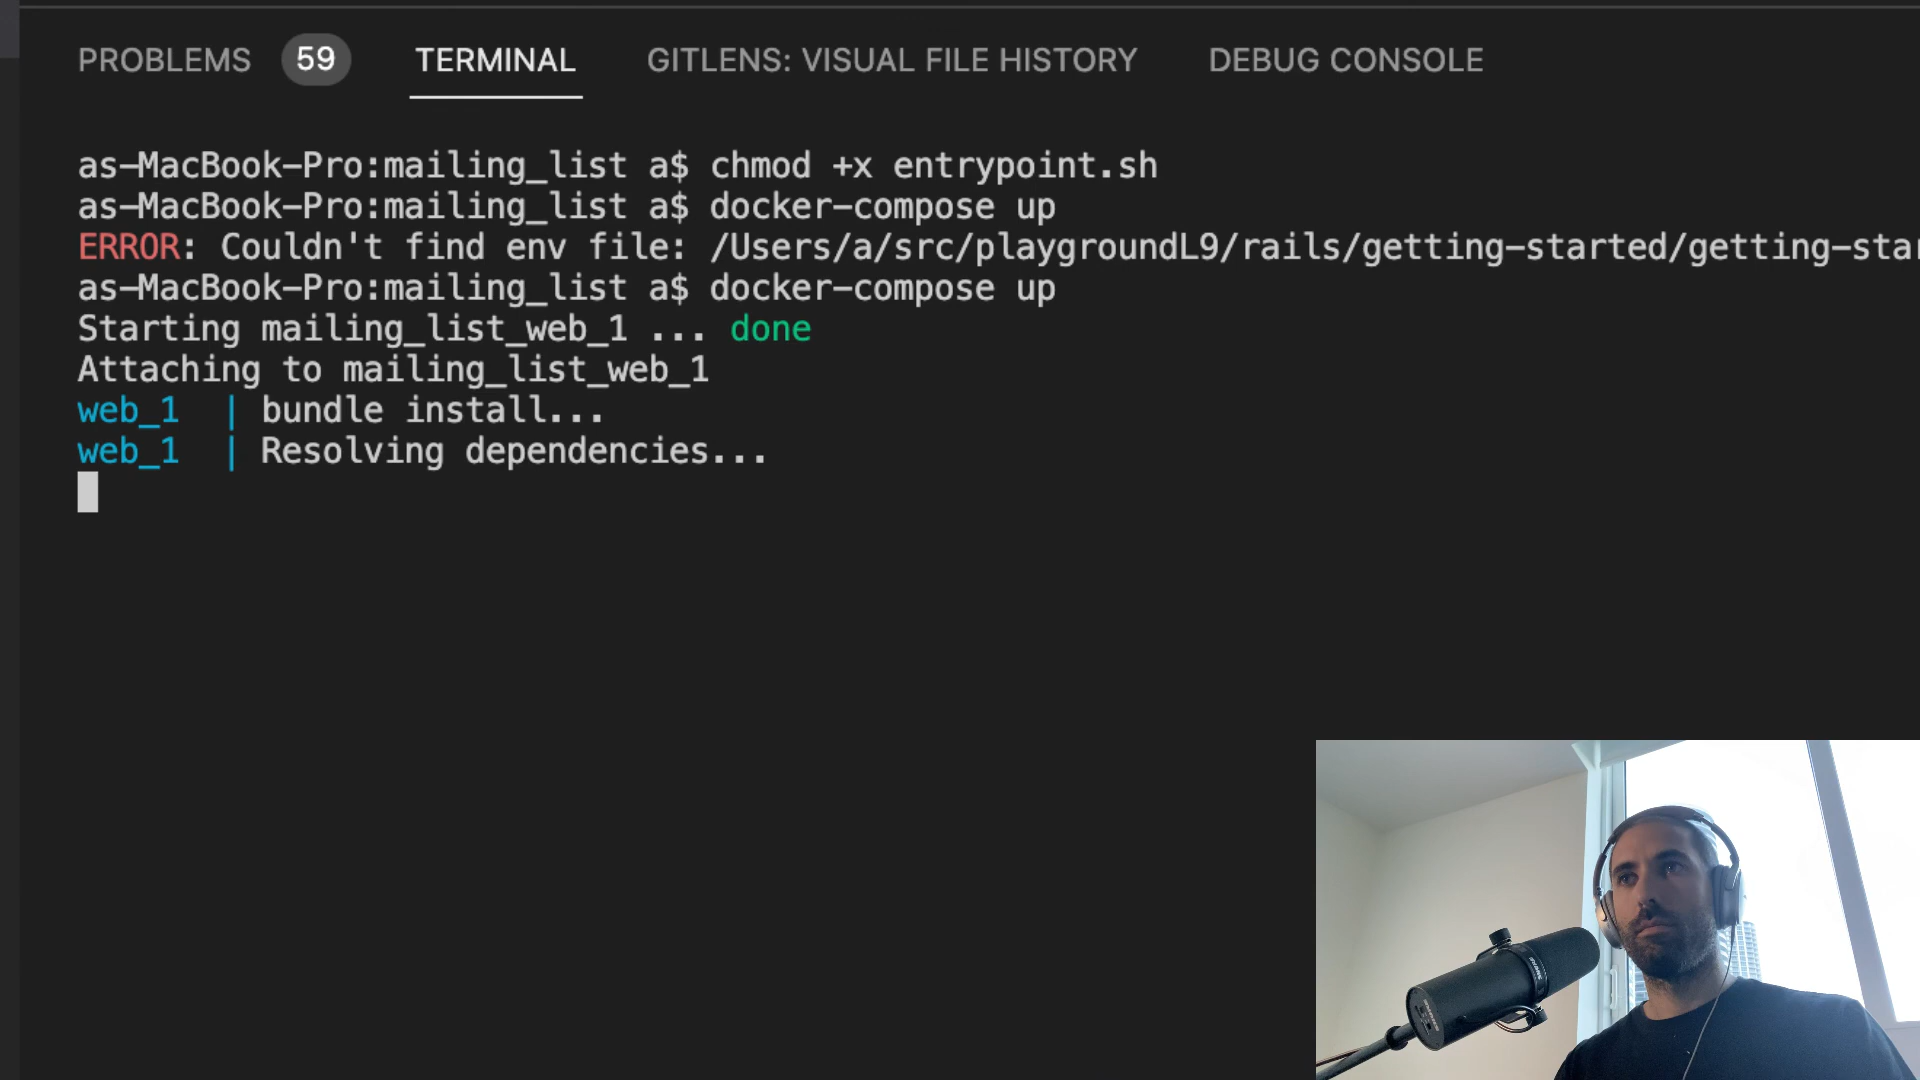 PROBLEMS 59 TERMINAL GITLENS: VISUAL FILE HISTORY DEBUG CONSOLE
as-MacBook-Pro:mailing_list a$ chmod +x entrypoint.sh
as-MacBook-Pro:mailing_list a$ docker-compose up
ERROR: Couldn't find env file: /Users/a/src/playgroundL9/rails/getting-started/getting-star
as-MacBook-Pro:mailing_list a$ docker-compose up
Starting mailing_list_web_1 ... done
Attaching to mailing_list_web_1
web_1 | bundle install...
web_1 | Resolving dependencies...